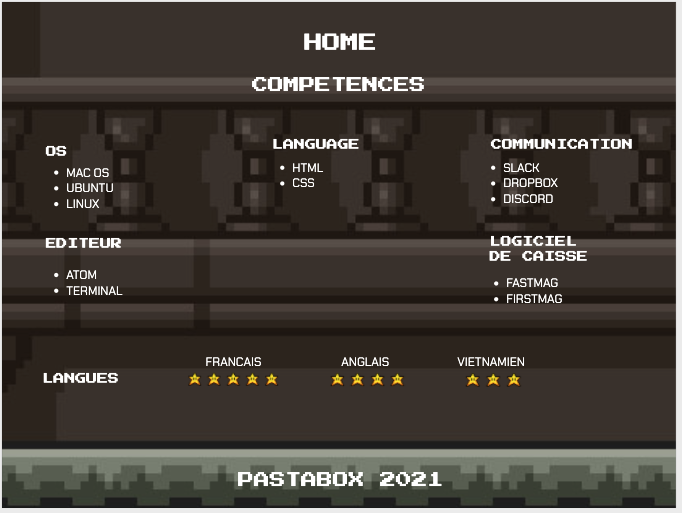 HOME
COMPETENCES
OS
MAC OS
UBUNTU
LINUX
LANGUAGE
HTML
CSS
COMMUNICATION
SLACK
DROPBOX
DISCORD
EDITEUR
ATOM
TERMINAL
LOGICIEL
DE CAISSE
FASTMAG
FIRSTMAG
LANGUES
FRANCAIS
ANGLAIS
VIETNAMIEN
PASTABOX 2021